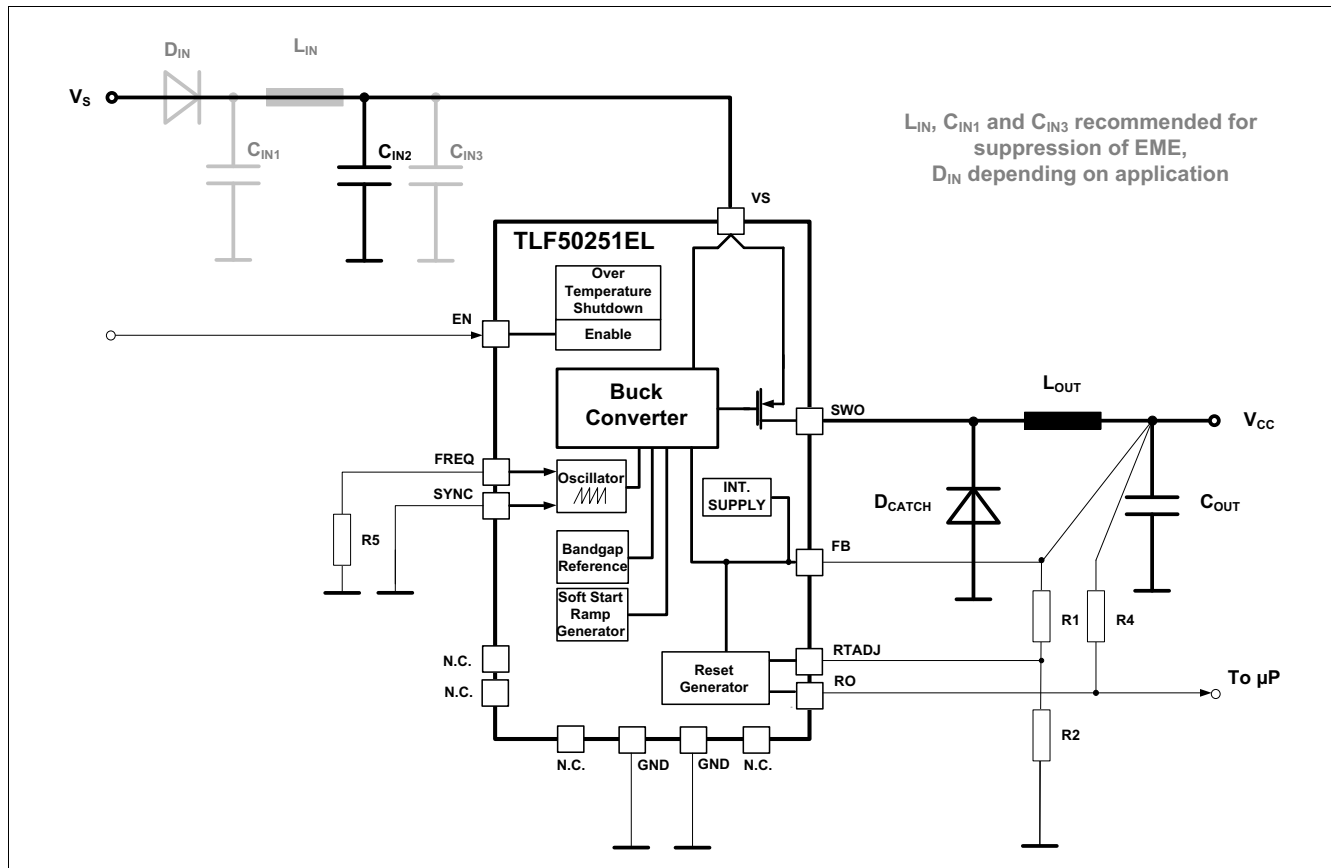 D_IN
L_IN
V_S
C_IN1
C_IN2
C_IN3
L_IN, C_IN1 and C_IN3 recommended for
suppression of EME,
D_IN depending on application
VS
TLF50251EL
Over
Temperature
Shutdown
EN
Enable
Buck
Converter
L_OUT
SWO
V_CC
FREQ
SYNC
Oscillator
INT.
SUPPLY
D_CATCH
C_OUT
R5
Bandgap
Reference
FB
Soft Start
Ramp
Generator
R1
R4
N.C.
N.C.
Reset
Generator
RTADJ
RO
To µP
R2
N.C.
GND
GND
N.C.